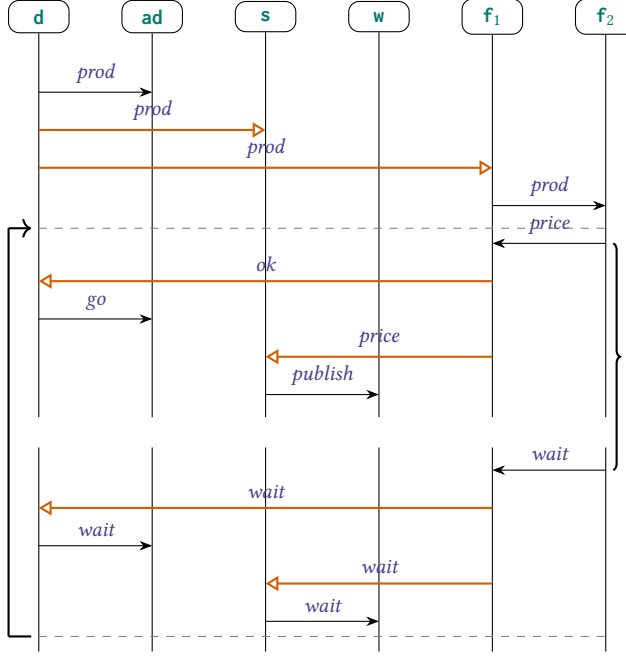 d ad s w f₁ f₂
prod
prod
prod
prod
price
ok
go
price
publish
wait
wait
wait
wait
wait